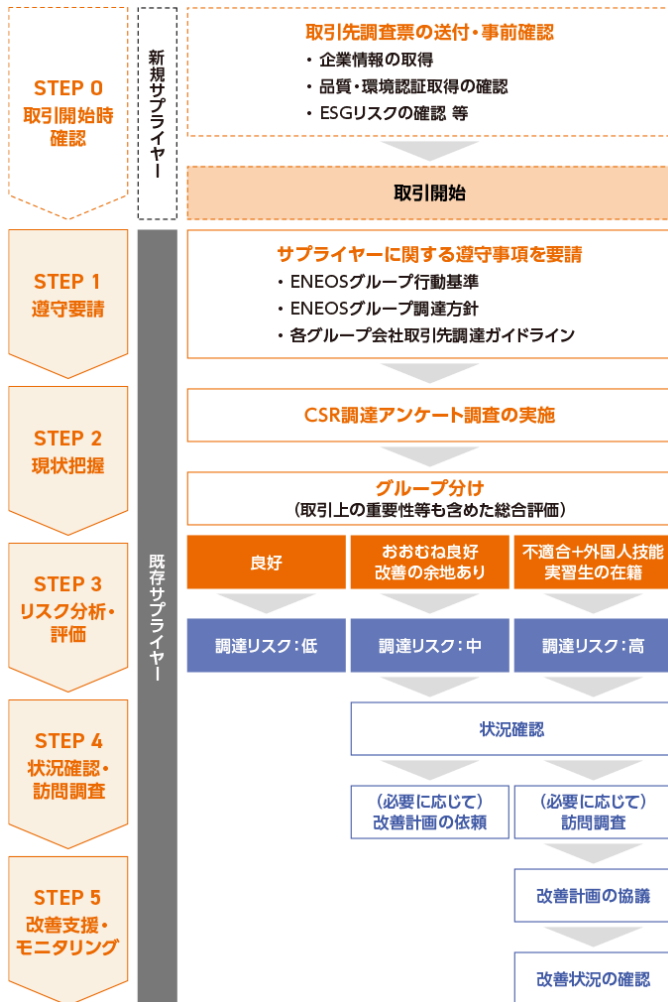 STEP 0
取引開始時
確認
新規サプライヤー
取引先調査票の送付・事前確認
・企業情報の取得
・品質・環境認証取得の確認
・ESGリスクの確認 等
取引開始
STEP 1
遵守要請
既存サプライヤー
サプライヤーに関する遵守事項を要請
・ENEOSグループ行動基準
・ENEOSグループ調達方針
・各グループ会社取引先調達ガイドライン
STEP 2
現状把握
CSR調達アンケート調査の実施
グループ分け
(取引上の重要性等も含めた総合評価)
STEP 3
リスク分析・
評価
良好
おおむね良好
改善の余地あり
不適合+外国人技能
実習生の在籍
調達リスク:低
調達リスク:中
調達リスク:高
STEP 4
状況確認・
訪問調査
状況確認
(必要に応じて)
改善計画の依頼
(必要に応じて)
訪問調査
STEP 5
改善支援・
モニタリング
改善計画の協議
改善状況の確認